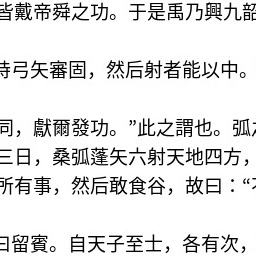 皆戴帝舜之功。于是禹乃興九韶
持弓矢審固，然后射者能以中。
同，獻爾發功。”此之謂也。弧
三日，桑弧蓬矢六射天地四方，
所有事，然后敢食谷，故曰：“不
曰留賓。自天子至士，各有次，